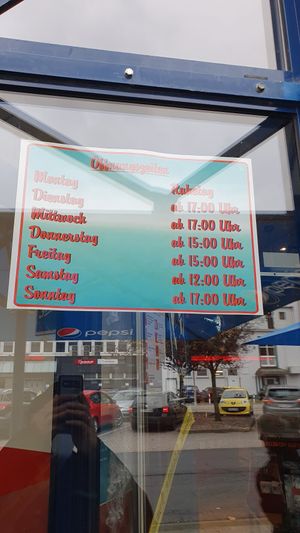 Öffnungszeiten
Montag Ruhetag
Dienstag ab 17:00 Uhr
Mittwoch ab 17:00 Uhr
Donnerstag ab 15:00 Uhr
Freitag ab 15:00 Uhr
Samstag ab 12:00 Uhr
Sonntag ab 17:00 Uhr
pepsi